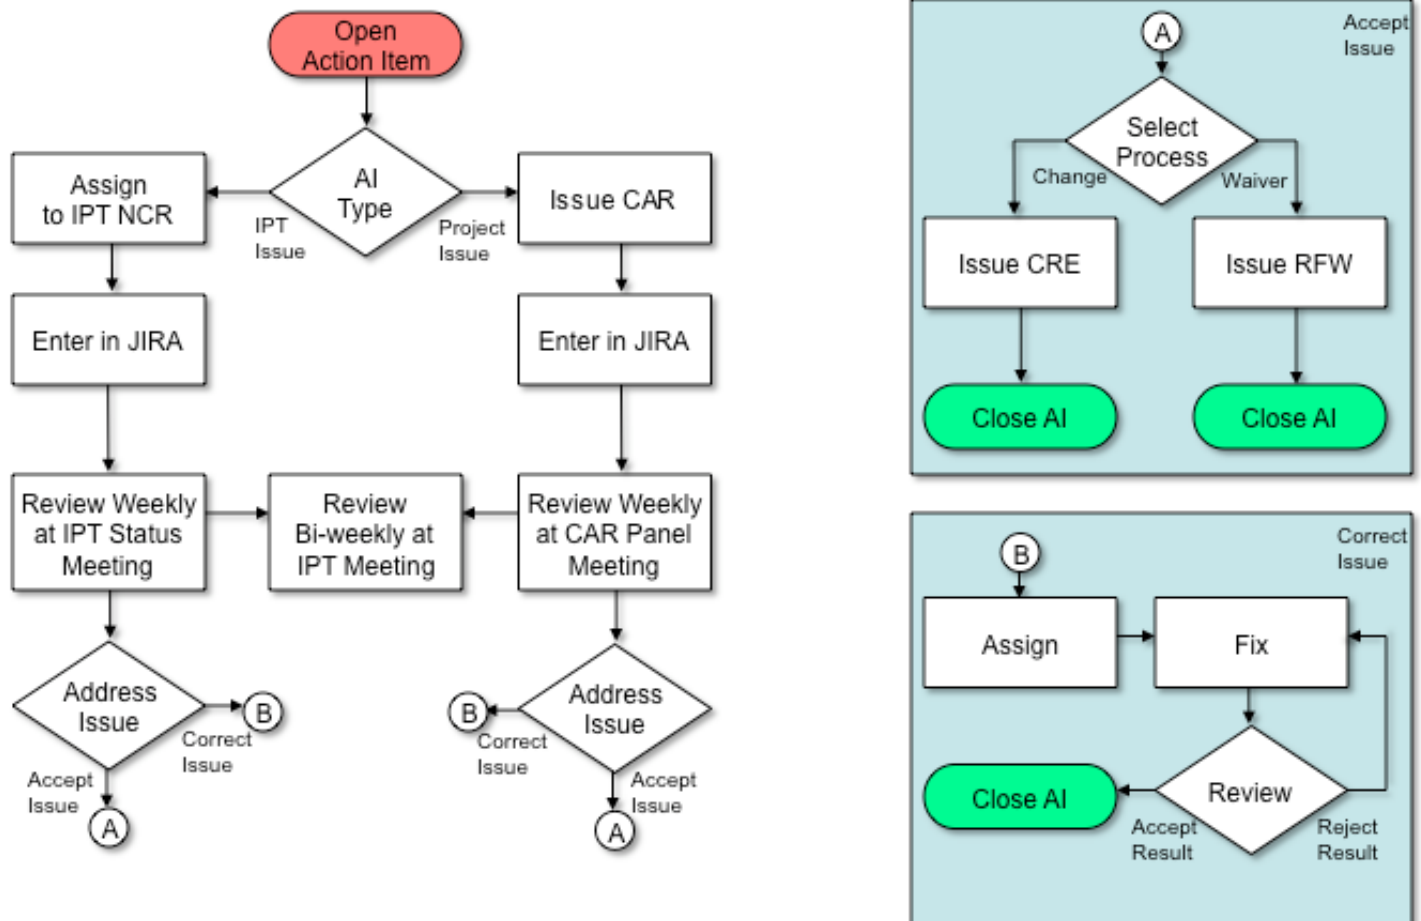 Open
Action Item
AI
Type
IPT
Issue
Project
Issue
Assign
to IPT NCR
Issue CAR
Enter in JIRA
Enter in JIRA
Review Weekly
at IPT Status
Meeting
Review
Bi-weekly at
IPT Meeting
Review Weekly
at CAR Panel
Meeting
Address
Issue
B
Correct
Issue
Accept
Issue
A
Address
Issue
B
Correct
Issue
Accept
Issue
A
Accept
Issue
A
Select
Process
Change
Waiver
Issue CRE
Issue RFW
Close AI
Close AI
Correct
Issue
B
Assign
Fix
Review
Close AI
Accept
Result
Reject
Result